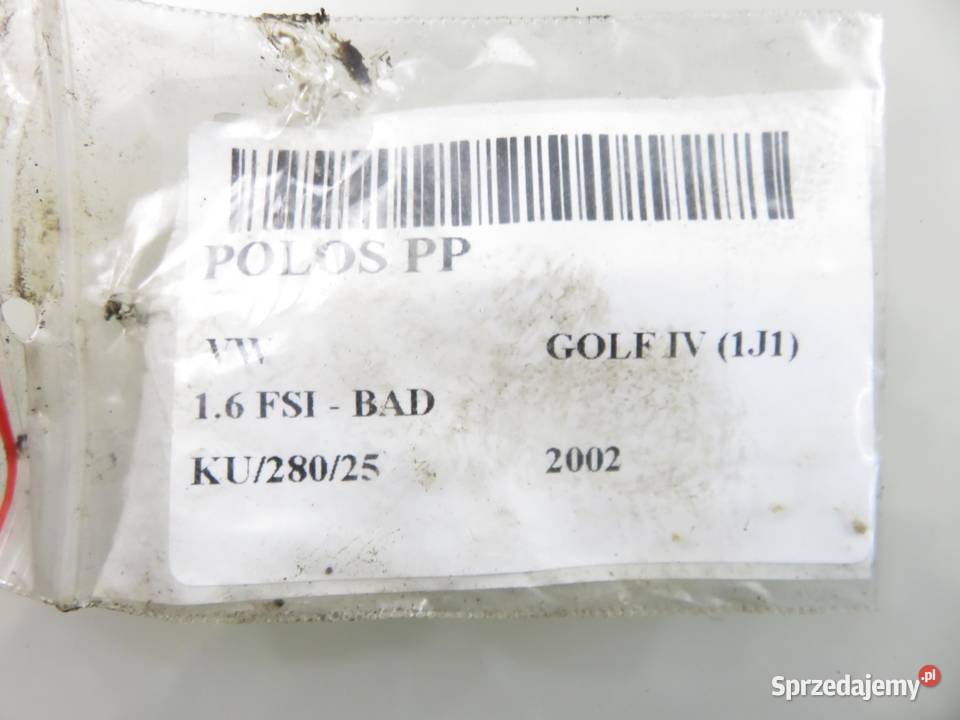 POLOS PP
VW GOLF IV (1J1)
1.6 FSI - BAD
KU/280/25 2002
Sprzedajemy.pl